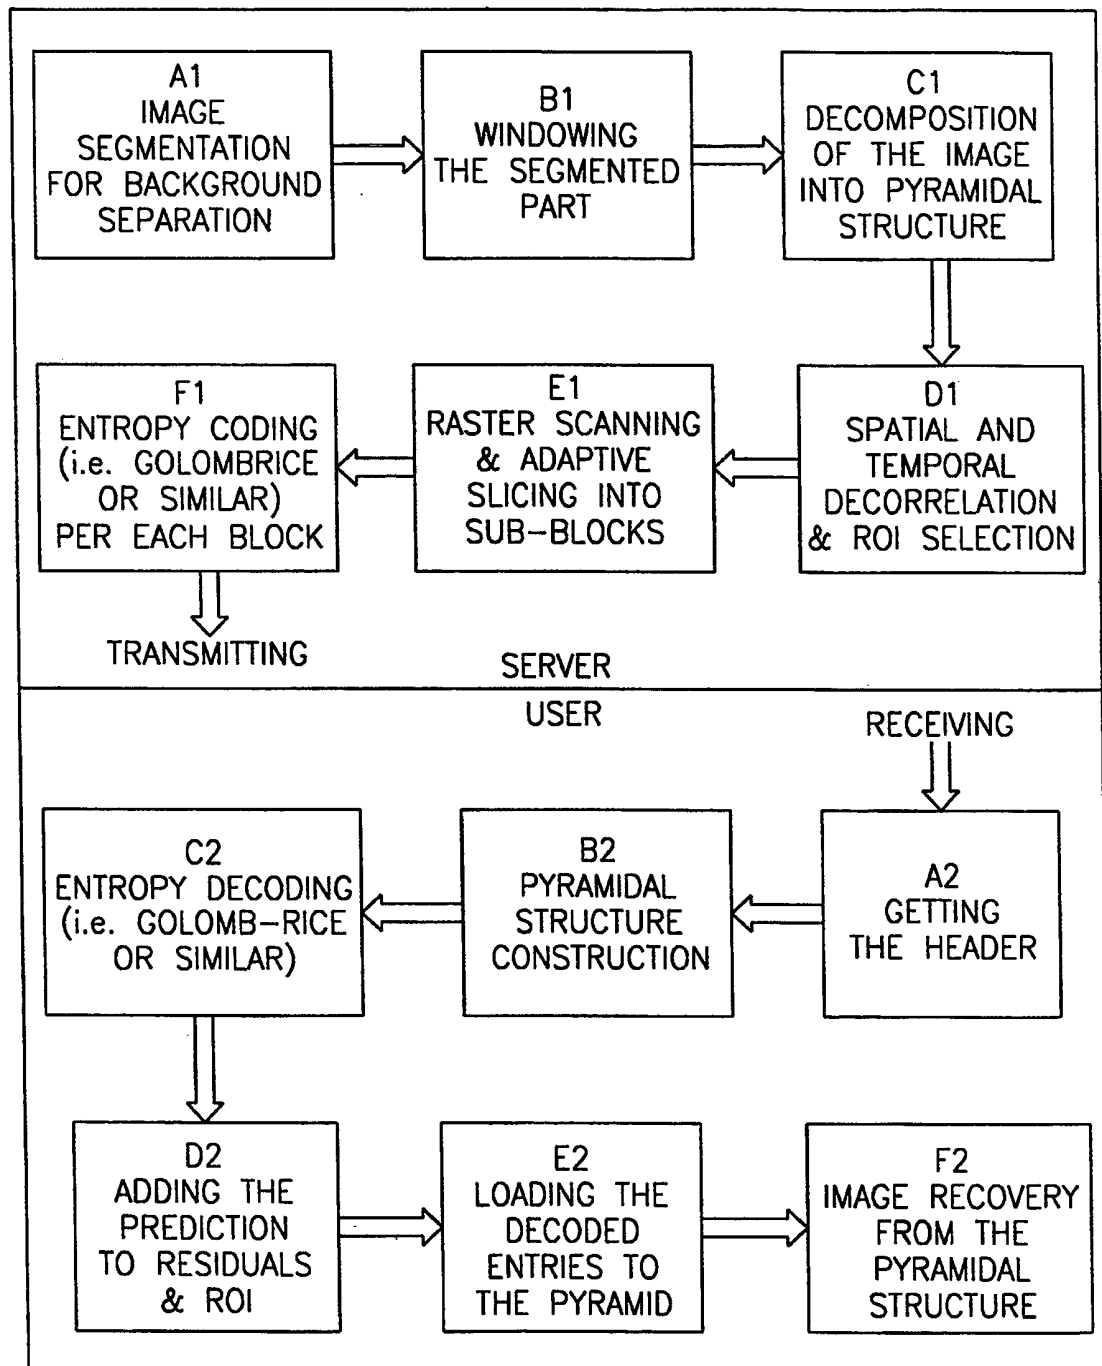 A1
IMAGE
SEGMENTATION
FOR BACKGROUND
SEPARATION
B1
WINDOWING
THE SEGMENTED
PART
C1
DECOMPOSITION
OF THE IMAGE
INTO PYRAMIDAL
STRUCTURE
D1
SPATIAL AND
TEMPORAL
DECORRELATION
& ROI SELECTION
E1
RASTER SCANNING
& ADAPTIVE
SLICING INTO
SUB-BLOCKS
F1
ENTROPY CODING
(i.e. GOLOMBRICE
OR SIMILAR)
PER EACH BLOCK
TRANSMITTING
SERVER
USER
RECEIVING
A2
GETTING
THE HEADER
B2
PYRAMIDAL
STRUCTURE
CONSTRUCTION
C2
ENTROPY DECODING
(i.e. GOLOMB-RICE
OR SIMILAR)
D2
ADDING THE
PREDICTION
TO RESIDUALS
& ROI
E2
LOADING THE
DECODED
ENTRIES TO
THE PYRAMID
F2
IMAGE RECOVERY
FROM THE
PYRAMIDAL
STRUCTURE